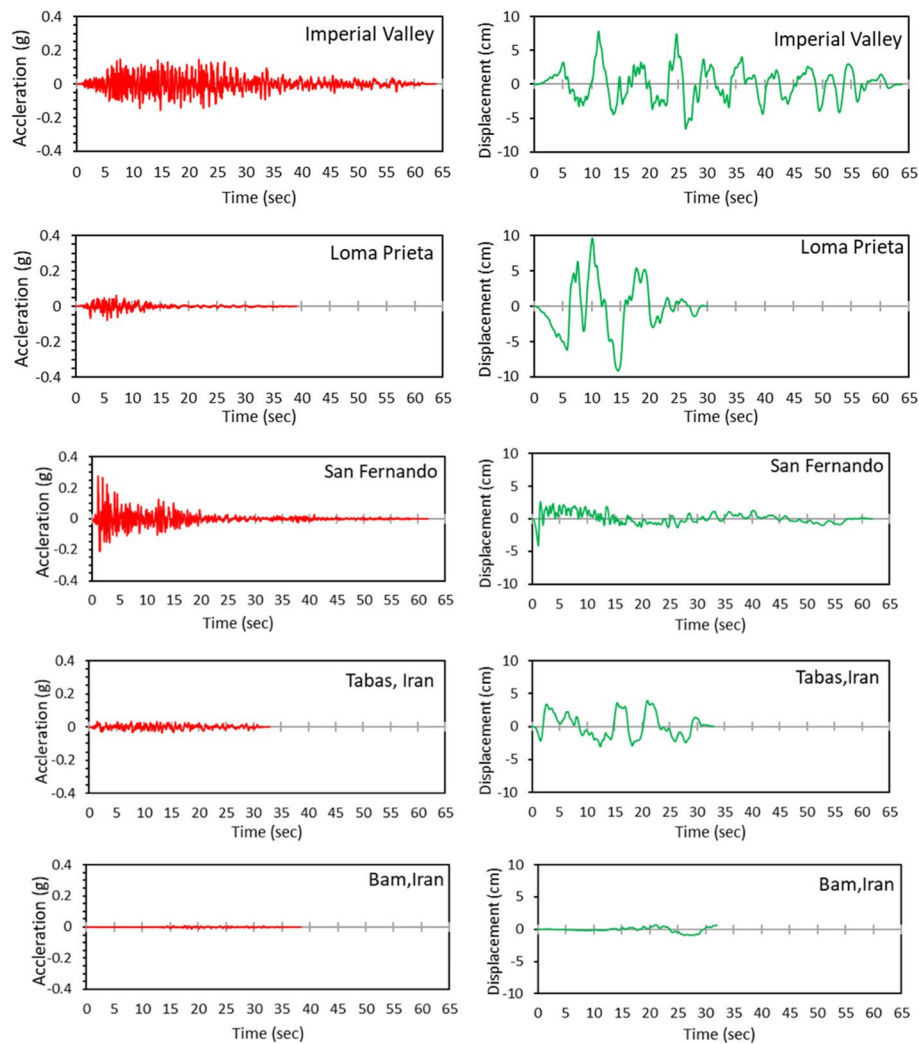 Imperial Valley
Accleration (g)
0.4
0.2
0
-0.2
-0.4
0 5 10 15 20 25 30 35 40 45 50 55 60 65
Time (sec)
Imperial Valley
Displacement (cm)
10
5
0
-5
-10
0 5 10 15 20 25 30 35 40 45 50 55 60 65
Time (sec)
Loma Prieta
Accleration (g)
0.4
0.2
0
-0.2
-0.4
0 5 10 15 20 25 30 35 40 45 50 55 60 65
Time (sec)
Loma Prieta
Displacement (cm)
10
5
0
-5
-10
0 5 10 15 20 25 30 35 40 45 50 55 60 65
Time (sec)
San Fernando
Accleration (g)
0.4
0.2
0
-0.2
-0.4
0 5 10 15 20 25 30 35 40 45 50 55 60 65
Time (sec)
San Fernando
Displacement (cm)
10
5
0
-5
-10
0 5 10 15 20 25 30 35 40 45 50 55 60 65
Time (sec)
Tabas, Iran
Accleration (g)
0.4
0.2
0
-0.2
-0.4
0 5 10 15 20 25 30 35 40 45 50 55 60 65
Time (sec)
Tabas,Iran
Displacement (cm)
10
5
0
-5
-10
0 5 10 15 20 25 30 35 40 45 50 55 60 65
Time (sec)
Bam,Iran
Accleration (g)
0.4
0.2
0
-0.2
-0.4
0 5 10 15 20 25 30 35 40 45 50 55 60 65
Time (sec)
Bam,Iran
Displacement (cm)
10
5
0
-5
-10
0 5 10 15 20 25 30 35 40 45 50 55 60 65
Time (sec)